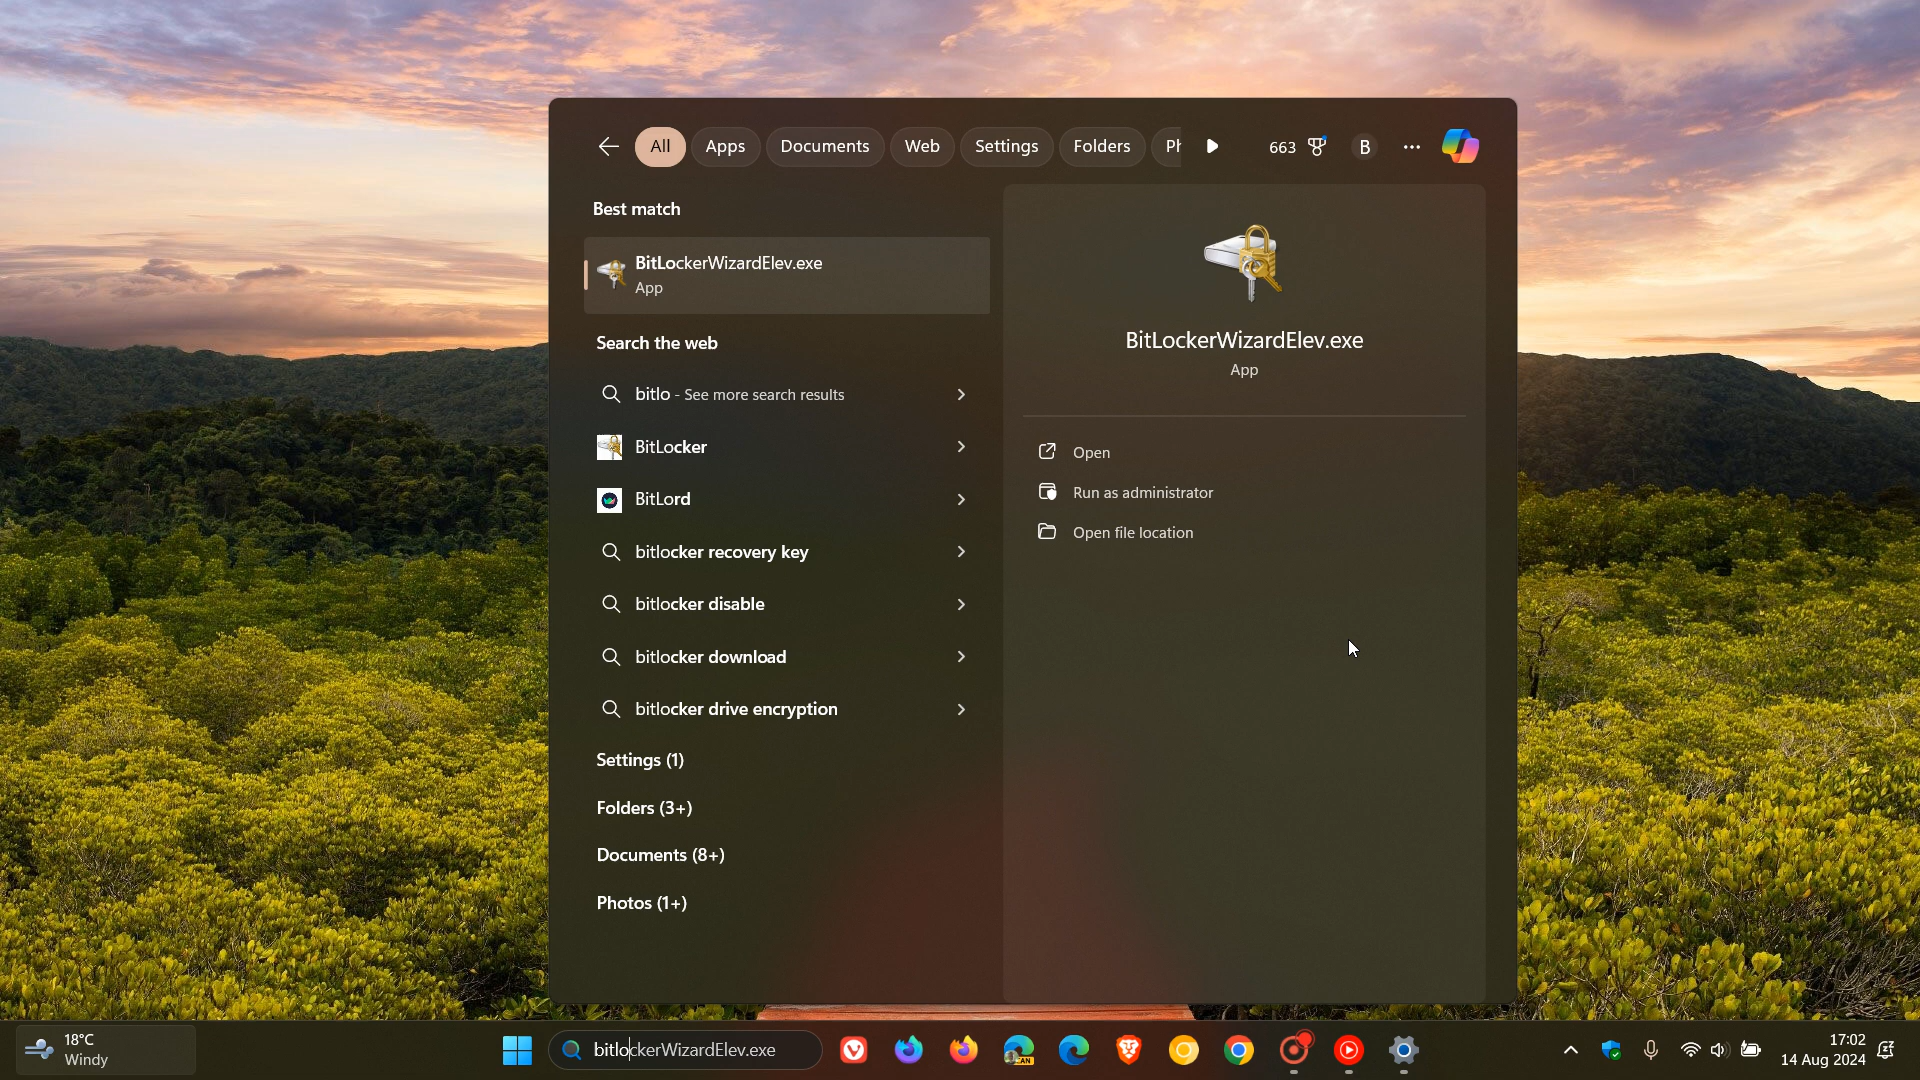 All Apps Documents Web Settings Folders Ph 663 B
Best match
BitLockerWizardElev.exe
App
Search the web
bitlo - See more search results
BitLocker
BitLord
bitlocker recovery key
bitlocker disable
bitlocker download
bitlocker drive encryption
Settings (1)
Folders (3+)
Documents (8+)
Photos (1+)
BitLockerWizardElev.exe
App
Open
Run as administrator
Open file location
18°C
Windy
bitlockerWizardElev.exe
CAN
17:02
14 Aug 2024